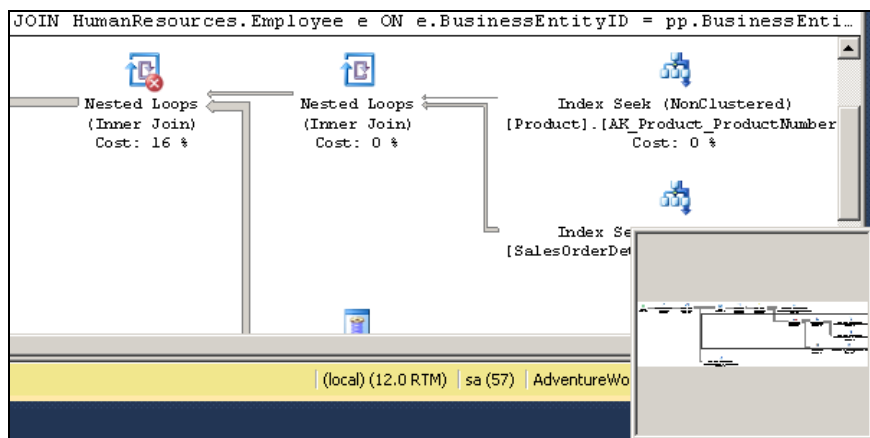 JOIN HumanResources.Employee e ON e.BusinessEntityID = pp.BusinessEnti…
Nested Loops
(Inner Join)
Cost: 16 %
Nested Loops
(Inner Join)
Cost: 0 %
Index Seek (NonClustered)
[Product].[AK_Product_ProductNumber
Cost: 0 %
Index Se
[SalesOrderDet
(local) (12.0 RTM)
sa (57)
AdventureWo